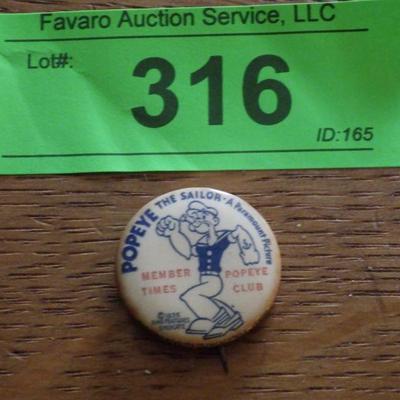 Favaro Auction Service, LLC
Lot#:
316
ID:165
POPEYE THE SAILOR · A Paramount Picture
MEMBER POPEYE
TIMES CLUB